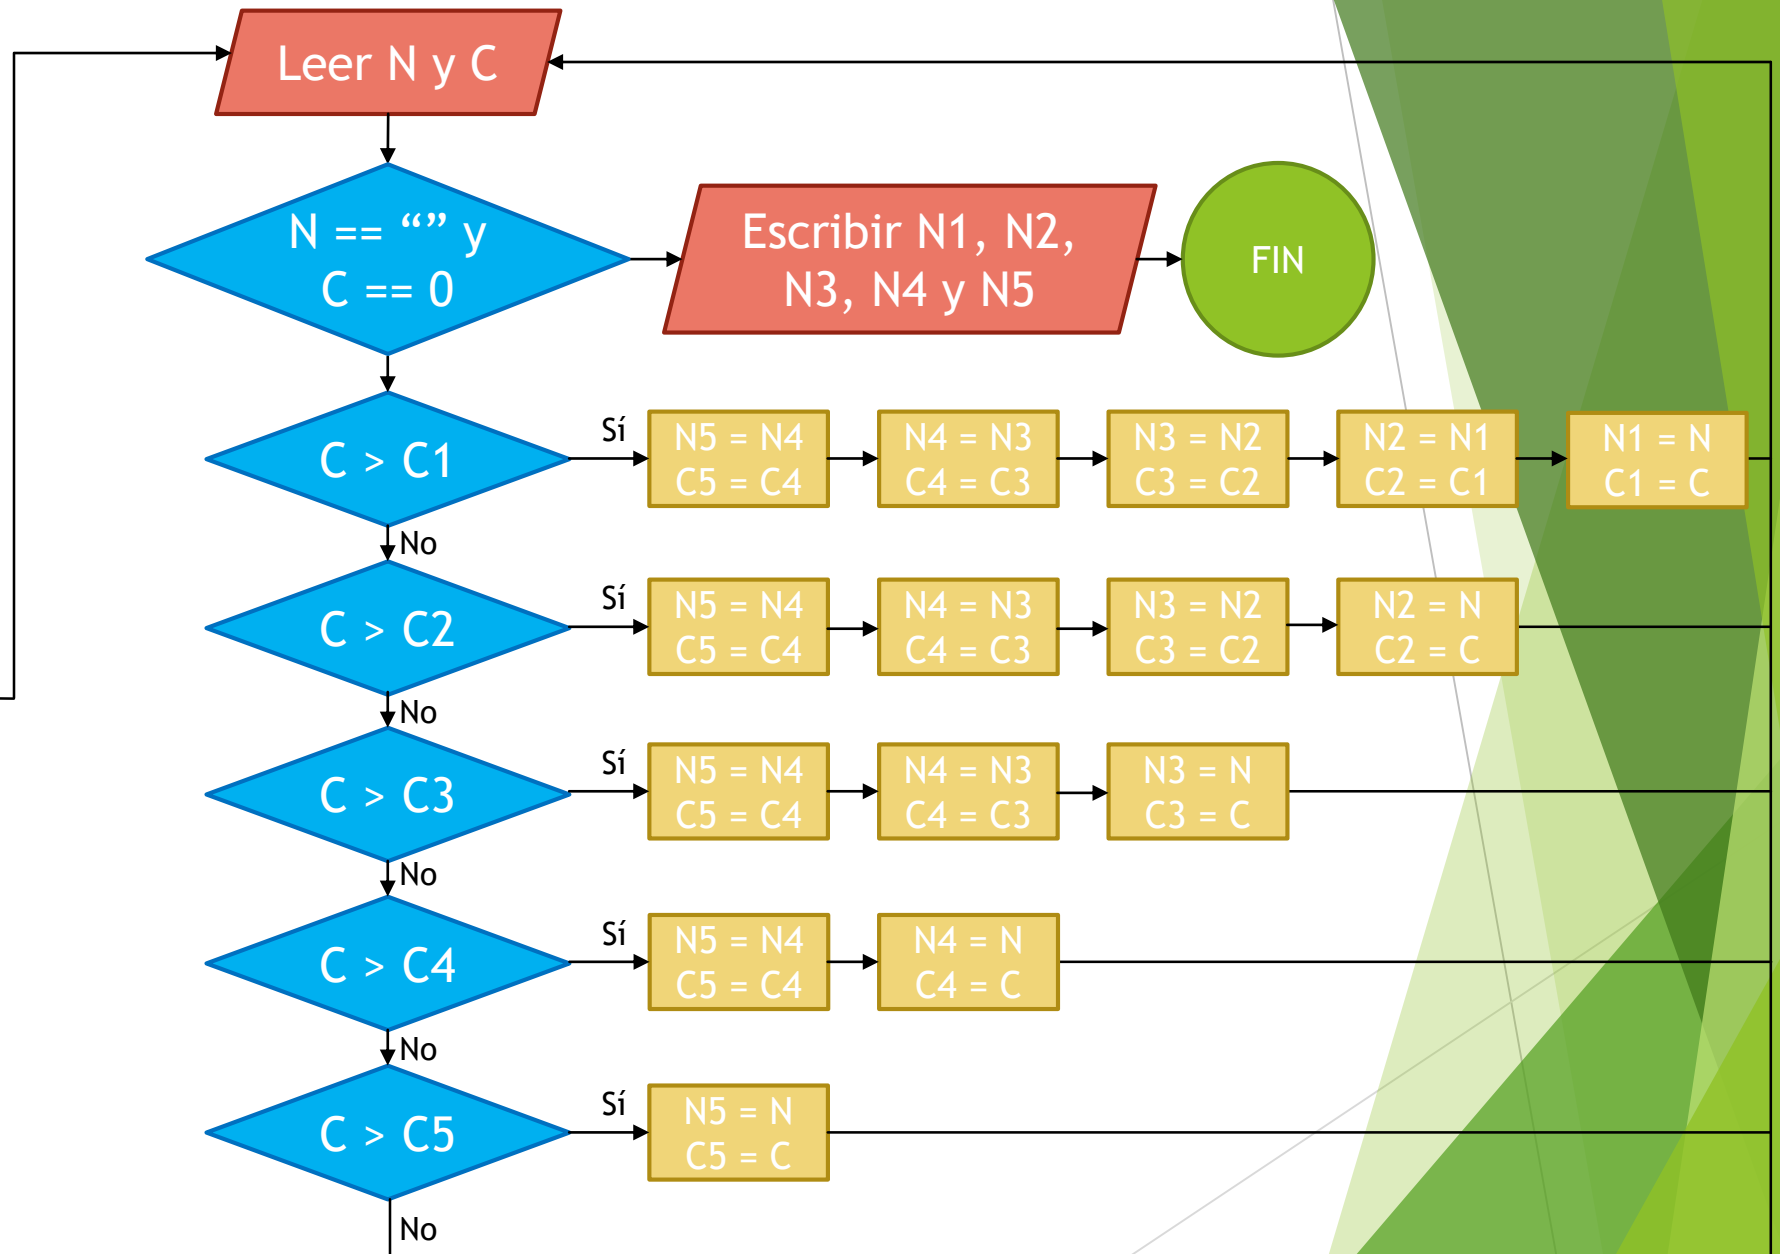 Leer N y C
N == “” y
C == 0
Escribir N1, N2,
N3, N4 y N5
FIN
C > C1
Sí
N5 = N4
C5 = C4
N4 = N3
C4 = C3
N3 = N2
C3 = C2
N2 = N1
C2 = C1
N1 = N
C1 = C
No
C > C2
Sí
N5 = N4
C5 = C4
N4 = N3
C4 = C3
N3 = N2
C3 = C2
N2 = N
C2 = C
No
C > C3
Sí
N5 = N4
C5 = C4
N4 = N3
C4 = C3
N3 = N
C3 = C
No
C > C4
Sí
N5 = N4
C5 = C4
N4 = N
C4 = C
No
C > C5
Sí
N5 = N
C5 = C
No